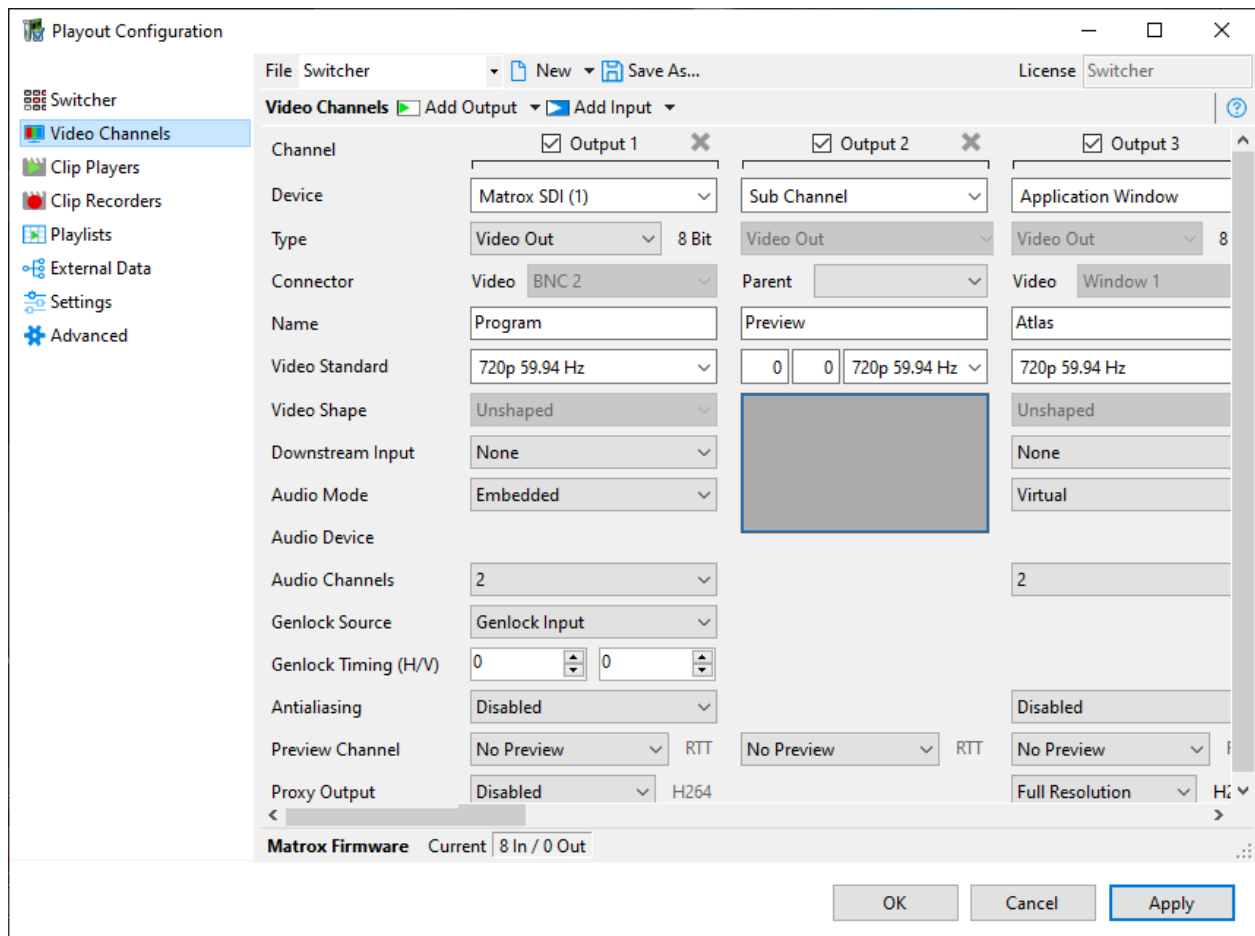 Playout Configuration
File Switcher New Save As... License Switcher
Switcher
Video Channels
Clip Players
Clip Recorders
Playlists
External Data
Settings
Advanced
Video Channels Add Output Add Input
Channel Output 1 Output 2 Output 3
Device Matrox SDI (1) Sub Channel Application Window
Type Video Out 8 Bit Video Out Video Out 8
Connector Video BNC 2 Parent Video Window 1
Name Program Preview Atlas
Video Standard 720p 59.94 Hz 0 0 720p 59.94 Hz 720p 59.94 Hz
Video Shape Unshaped Unshaped
Downstream Input None None
Audio Mode Embedded Virtual
Audio Device
Audio Channels 2 2
Genlock Source Genlock Input
Genlock Timing (H/V) 0 0
Antialiasing Disabled Disabled
Preview Channel No Preview RTT No Preview RTT No Preview
Proxy Output Disabled H264 Full Resolution
Matrox Firmware Current 8 In / 0 Out
OK Cancel Apply